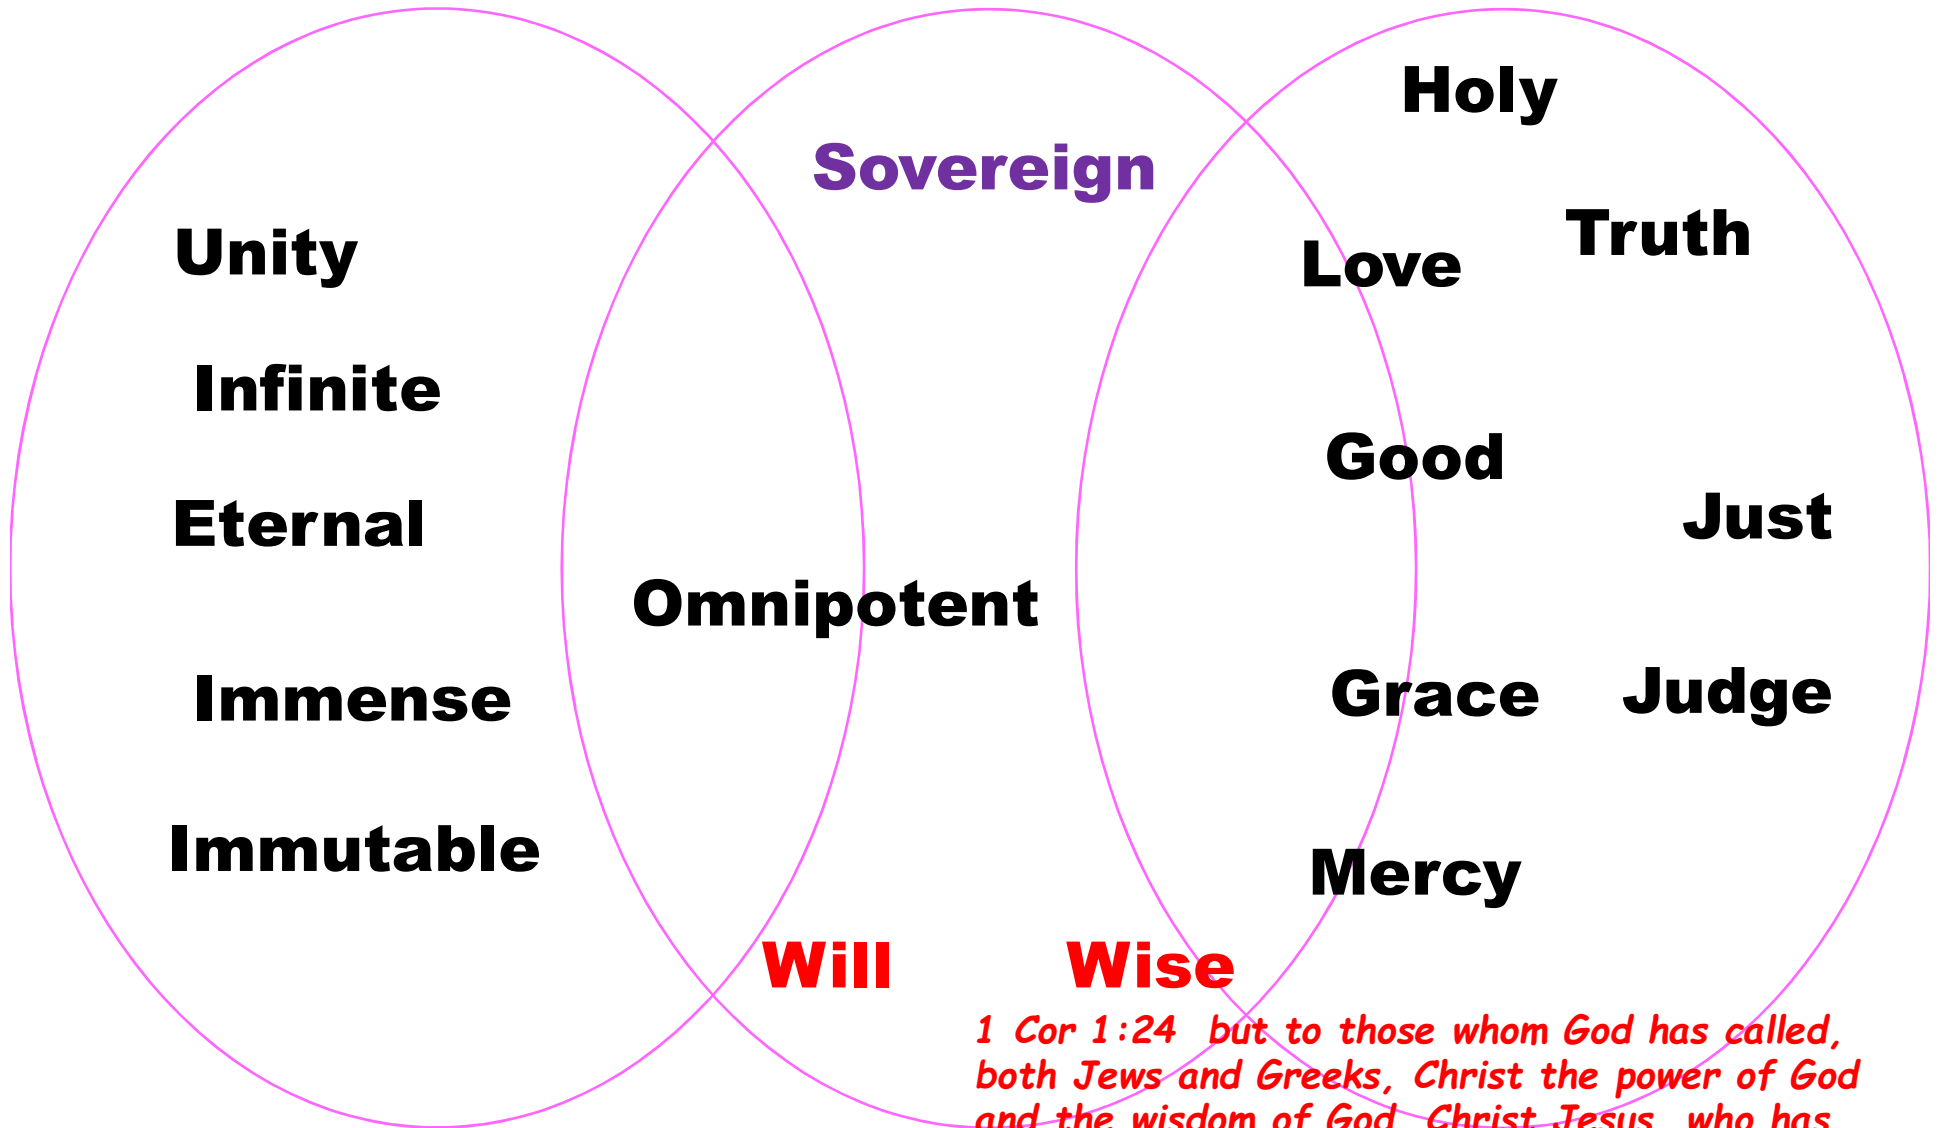 Holy
Sovereign
Truth
Unity
Love
Infinite
Good
Eternal
Just
Omnipotent
Immense
Grace
Judge
Immutable
Mercy
Will
Wise
1 Cor 1:24 but to those whom God has called,
both Jews and Greeks, Christ the power of God
and the wisdom of God Christ Jesus who has